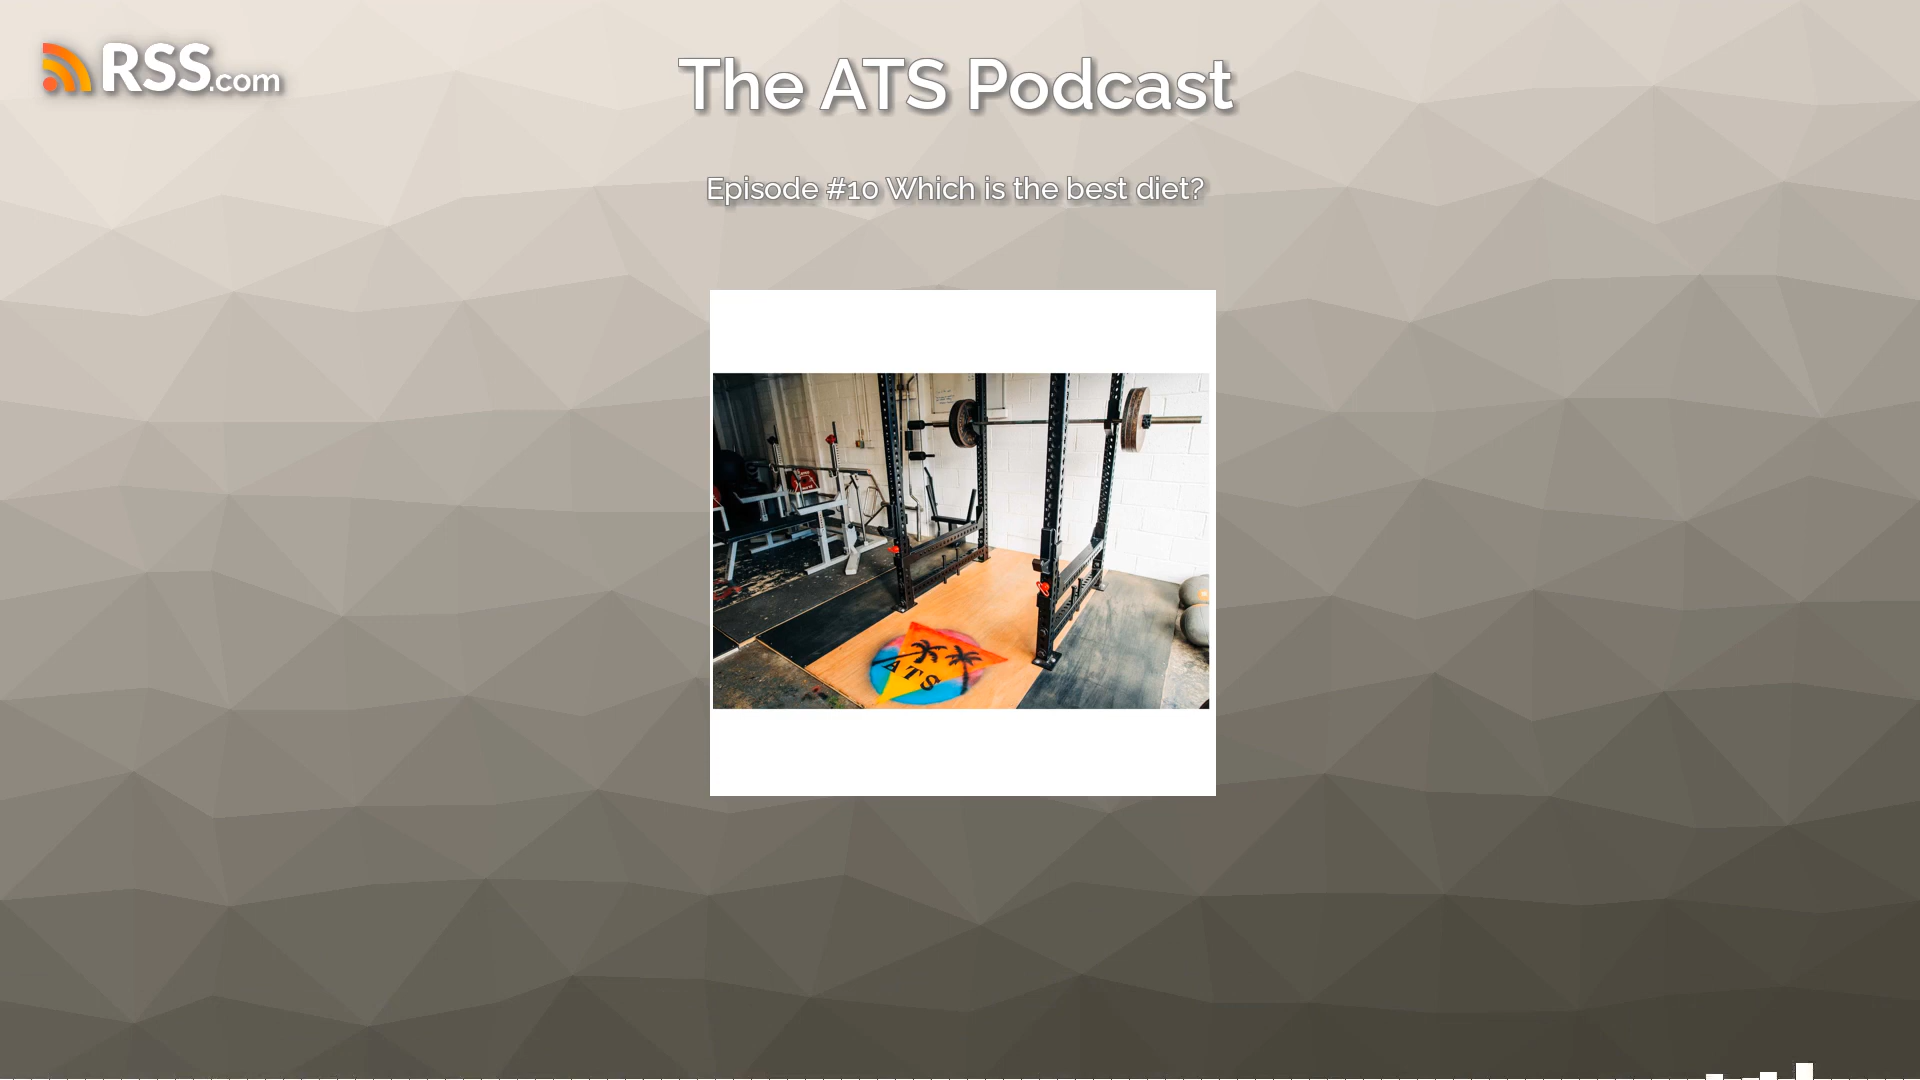 RSS.com
The ATS Podcast
Episode #10 Which is the best diet?
ATS